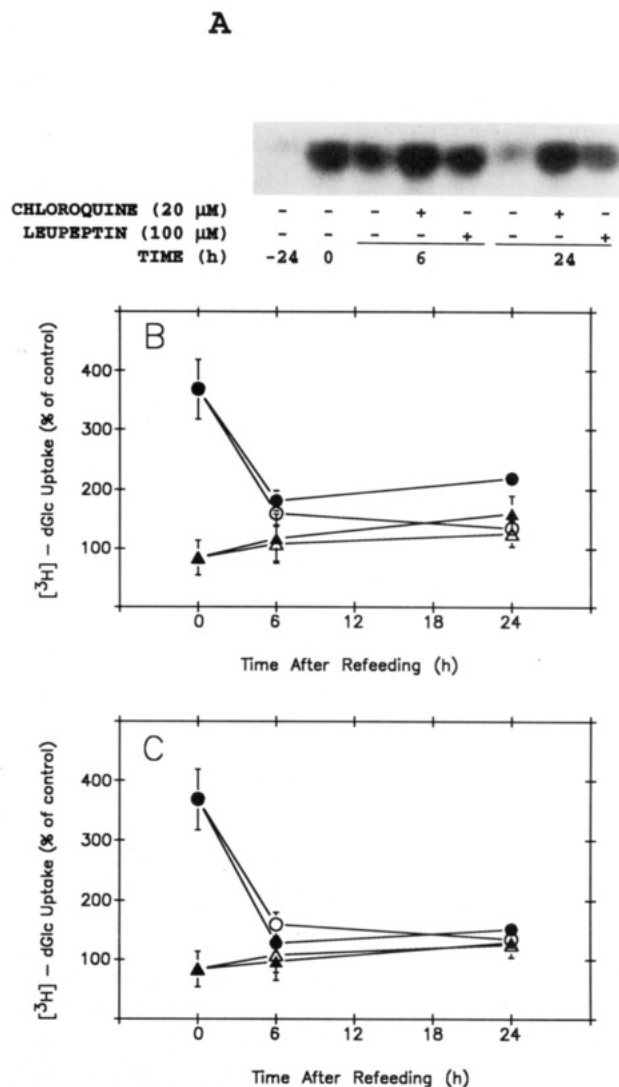 A
CHLOROQUINE (20 µM) - - - + - - + -
LEUPEPTIN (100 µM) - - - - + - - +
TIME (h) -24 0 6 24
B
[³H] – dGlc Uptake (% of control)
400
300
200
100
0 6 12 18 24
Time After Refeeding (h)
C
[³H] – dGlc Uptake (% of control)
400
300
200
100
0 6 12 18 24
Time After Refeeding (h)